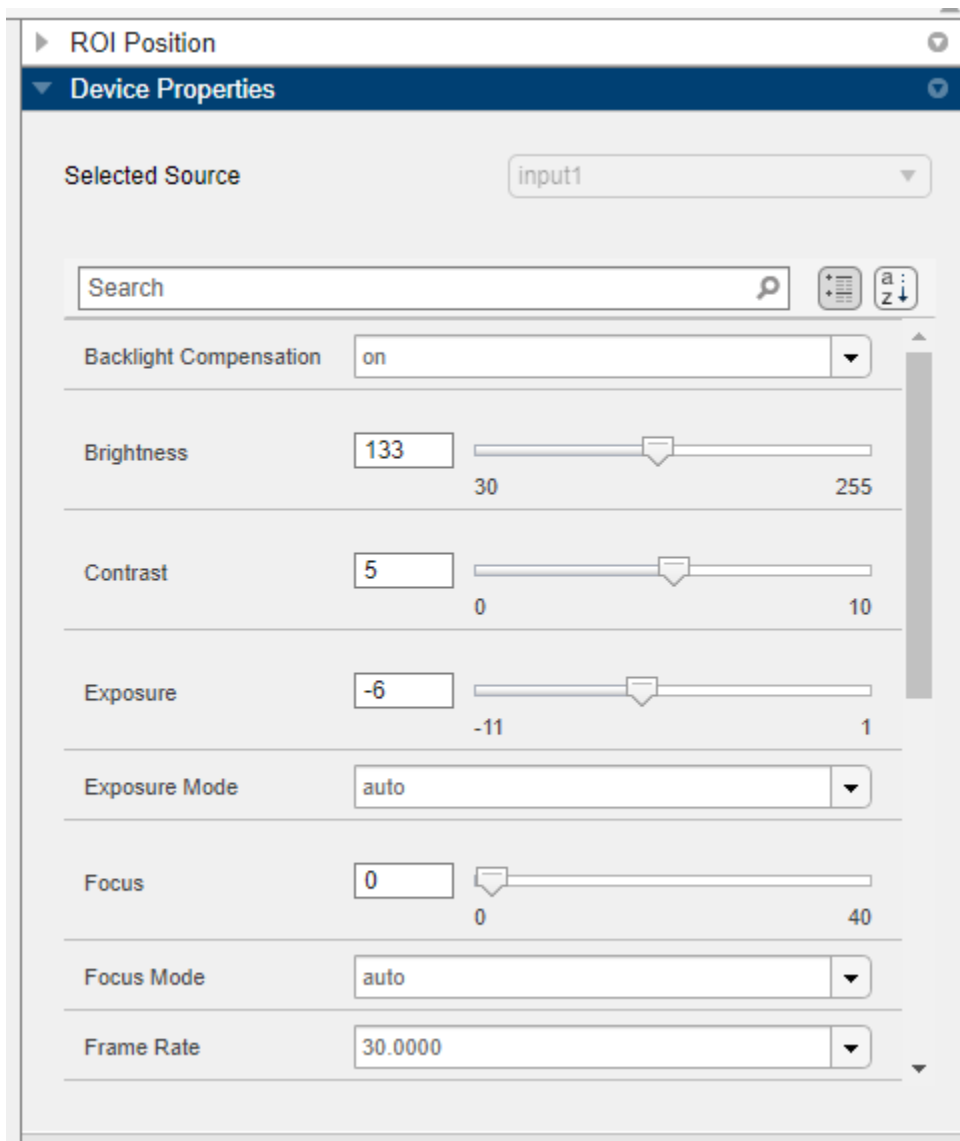 ROI Position
Device Properties
Selected Source input1
Search a z
Backlight Compensation on
Brightness 133
30 255
Contrast 5
0 10
Exposure -6
-11 1
Exposure Mode auto
Focus 0
0 40
Focus Mode auto
Frame Rate 30.0000